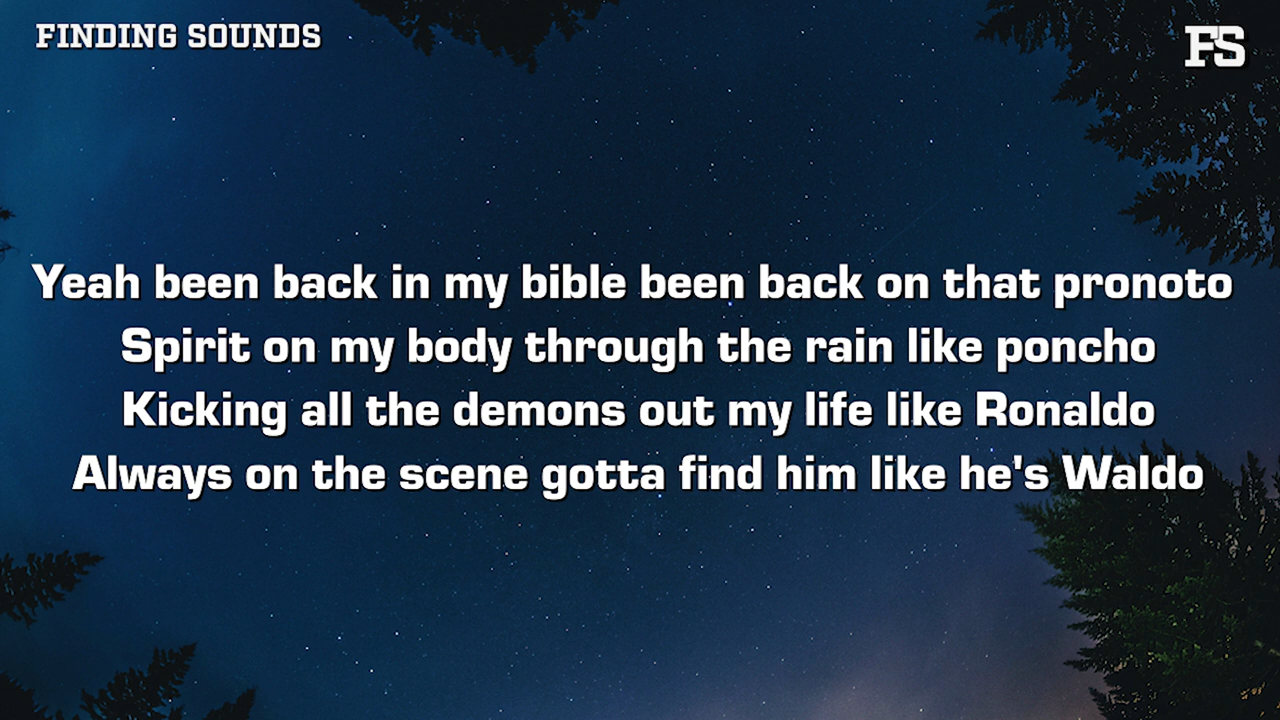 FINDING SOUNDS
FS
Yeah been back in my bible been back on that pronoto
Spirit on my body through the rain like poncho
Kicking all the demons out my life like Ronaldo
Always on the scene gotta find him like he's Waldo